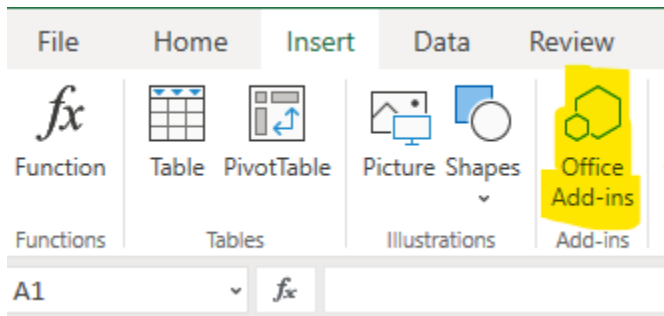 File Home Insert Data Review
fx
Function Table PivotTable Picture Shapes Office
Add-ins
Functions Tables Illustrations Add-ins
A1 fx